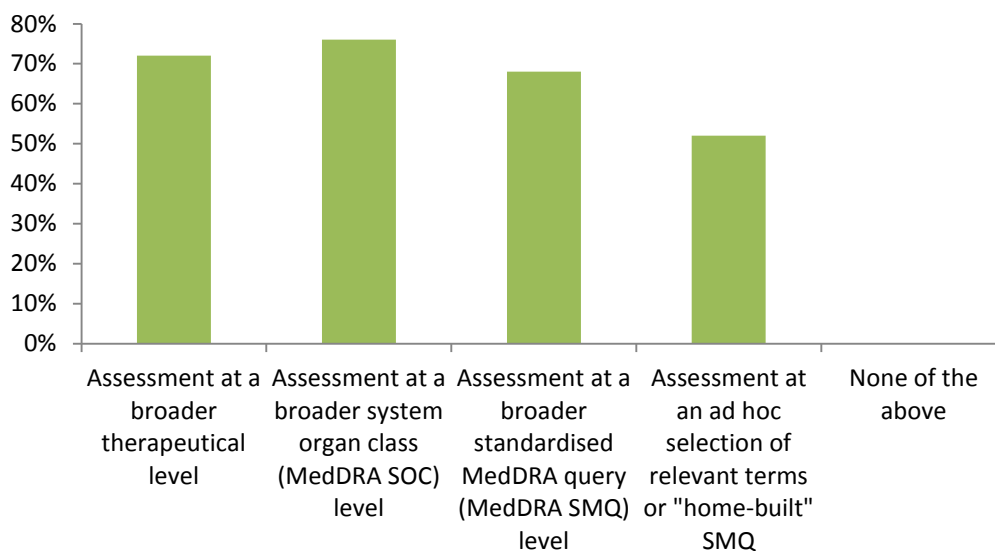 80%
70%
60%
50%
40%
30%
20%
10%
0%
Assessment at a
broader
therapeutical
level
Assessment at a
broader system
organ class
(MedDRA SOC)
level
Assessment at a
broader
standardised
MedDRA query
(MedDRA SMQ)
level
Assessment at
an ad hoc
selection of
relevant terms
or "home-built"
SMQ
None of the
above